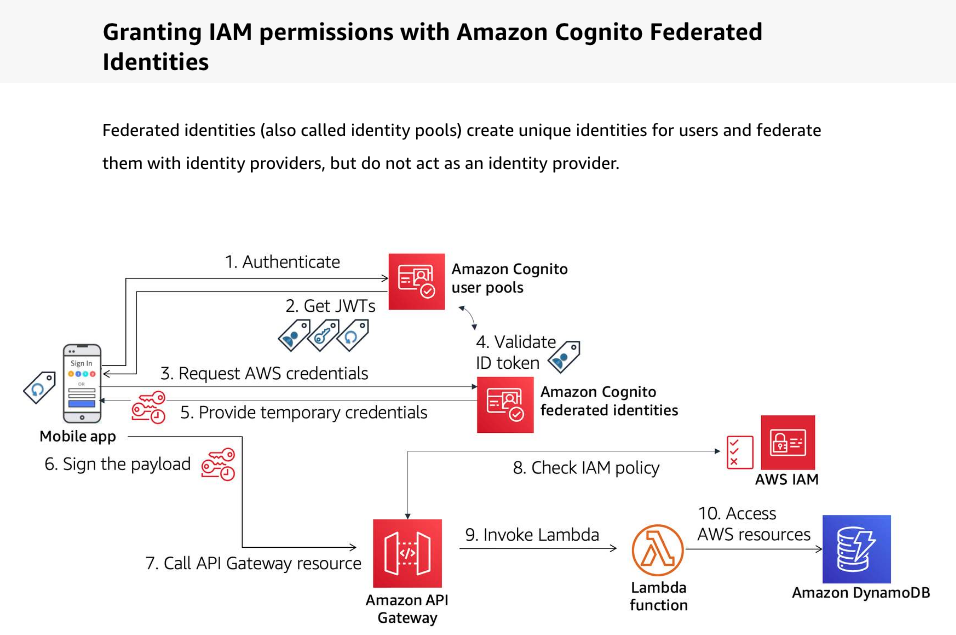 Granting IAM permissions with Amazon Cognito Federated
Identities
Federated identities (also called identity pools) create unique identities for users and federate
them with identity providers, but do not act as an identity provider.
1. Authenticate
Amazon Cognito
user pools
2. Get JWTs
4. Validate
ID token
Sign In
OR
3. Request AWS credentials
5. Provide temporary credentials
Amazon Cognito
federated identities
Mobile app
6. Sign the payload
8. Check IAM policy
AWS IAM
7. Call API Gateway resource
9. Invoke Lambda
10. Access
AWS resources
Amazon API
Gateway
Lambda
function
Amazon DynamoDB